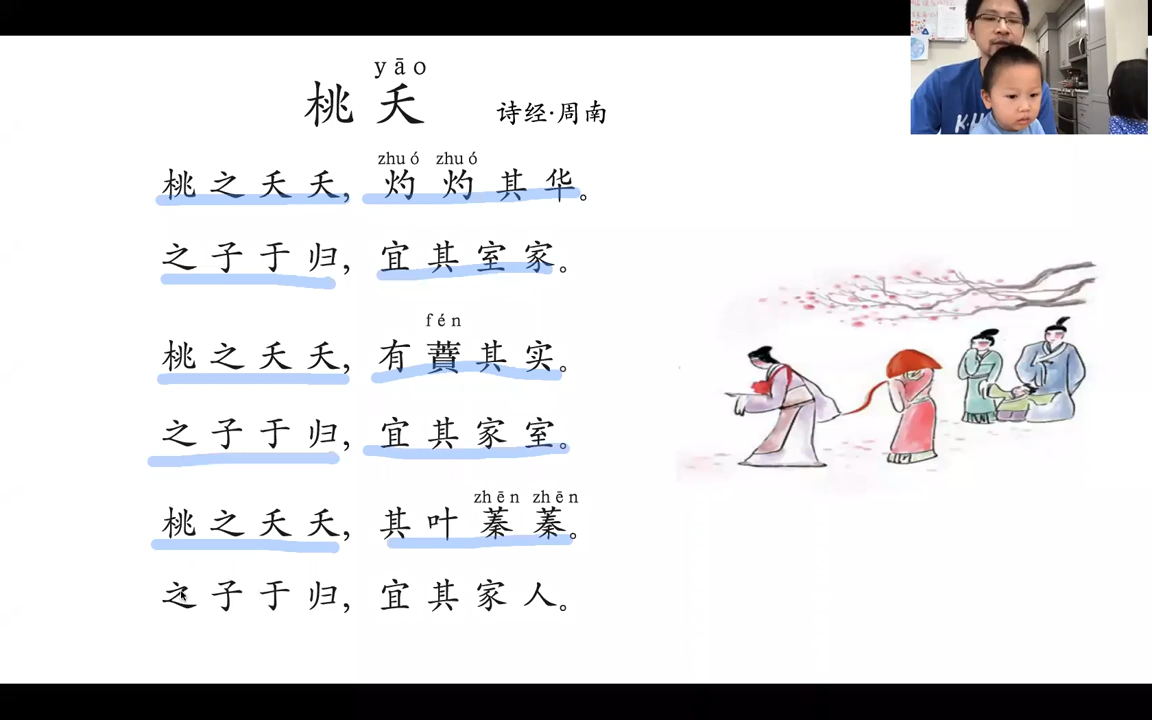 yāo
桃夭 诗经·周南
zhuó zhuó
桃之夭夭，灼灼其华。
之子于归，宜其室家。
fén
桃之夭夭，有蕡其实。
之子于归，宜其家室。
zhēn zhēn
桃之夭夭，其叶蓁蓁。
之子于归，宜其家人。